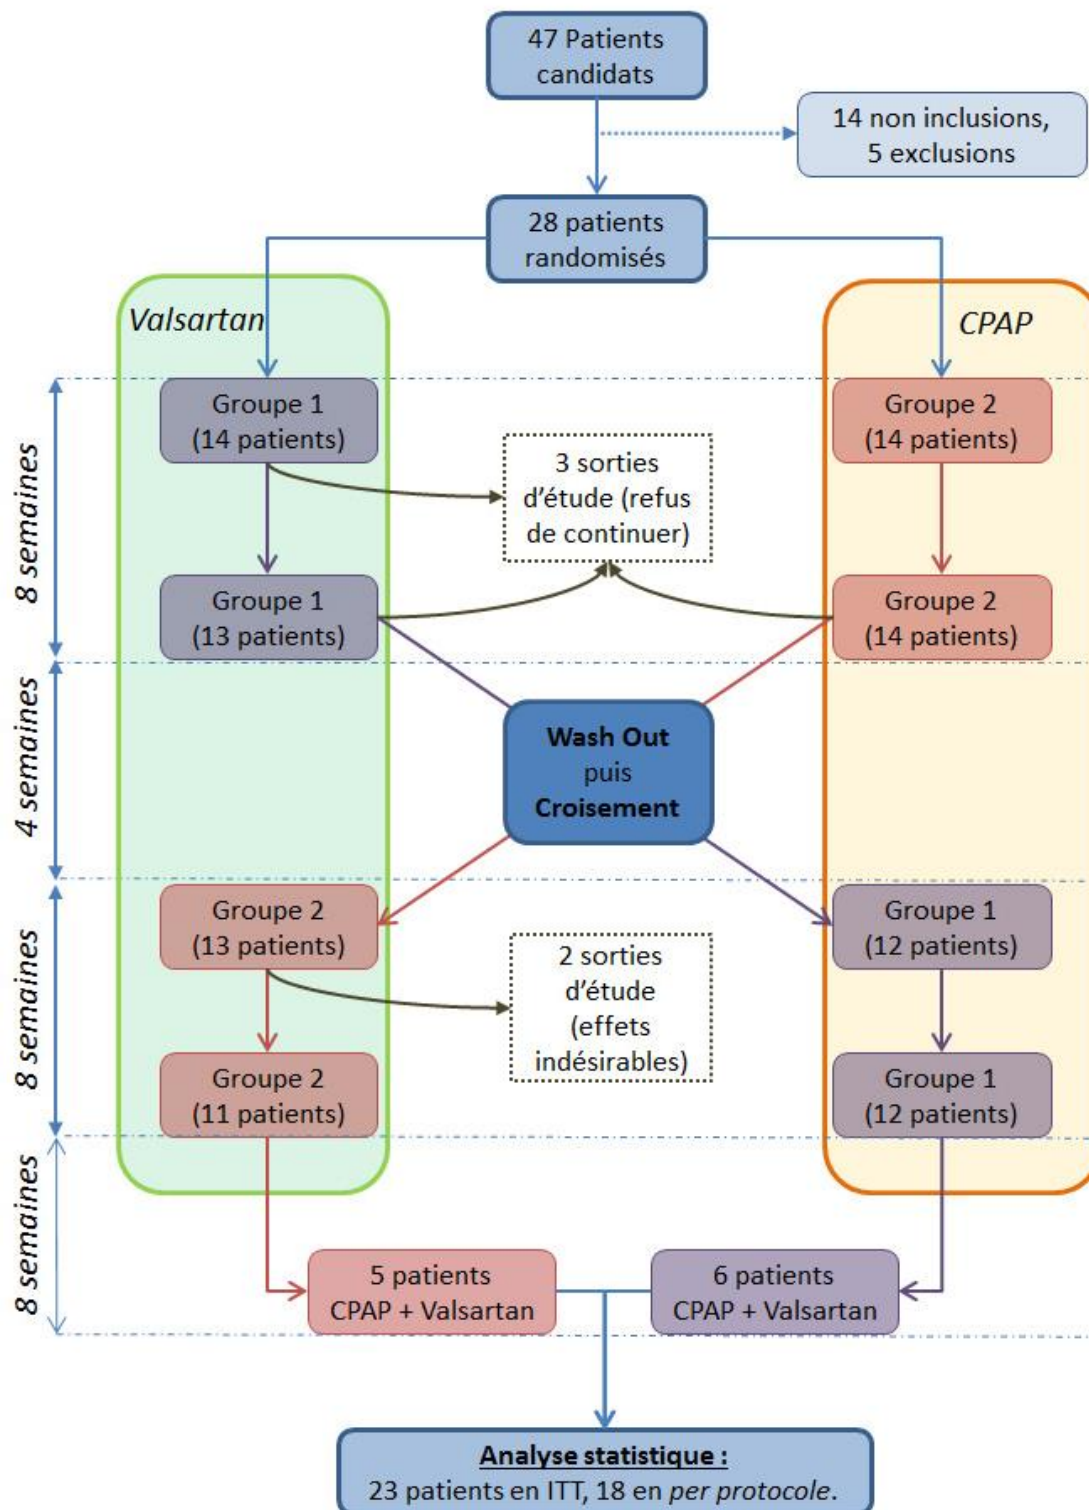 47 Patients
candidats
14 non inclusions,
5 exclusions
28 patients
randomisés
Valsartan
CPAP
8 semaines
Groupe 1
(14 patients)
Groupe 2
(14 patients)
3 sorties
d'étude (refus
de continuer)
Groupe 1
(13 patients)
Groupe 2
(14 patients)
4 semaines
Wash Out
puis
Croisement
8 semaines
Groupe 2
(13 patients)
Groupe 1
(12 patients)
2 sorties
d'étude
(effets
indésirables)
Groupe 2
(11 patients)
Groupe 1
(12 patients)
8 semaines
5 patients
CPAP + Valsartan
6 patients
CPAP + Valsartan
Analyse statistique :
23 patients en ITT, 18 en per protocole.